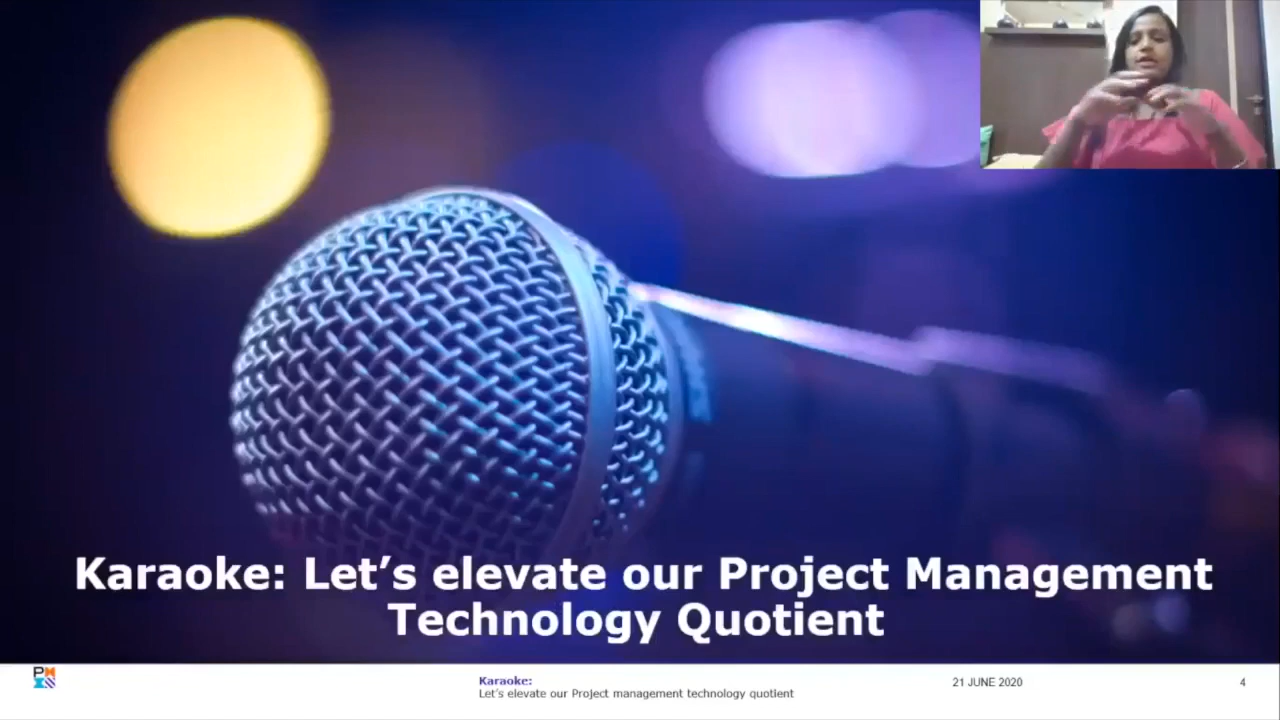 Karaoke: Let’s elevate our Project Management
Technology Quotient
Karaoke:
Let’s elevate our Project management technology quotient
21 JUNE 2020
4